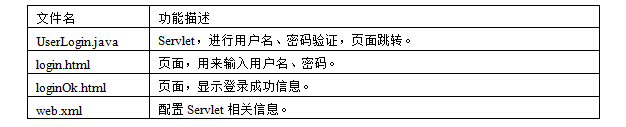 文件名 功能描述
UserLogin.java Servlet，进行用户名、密码验证，页面跳转。
login.html 页面，用来输入用户名、密码。
loginOk.html 页面，显示登录成功信息。
web.xml 配置 Servlet 相关信息。